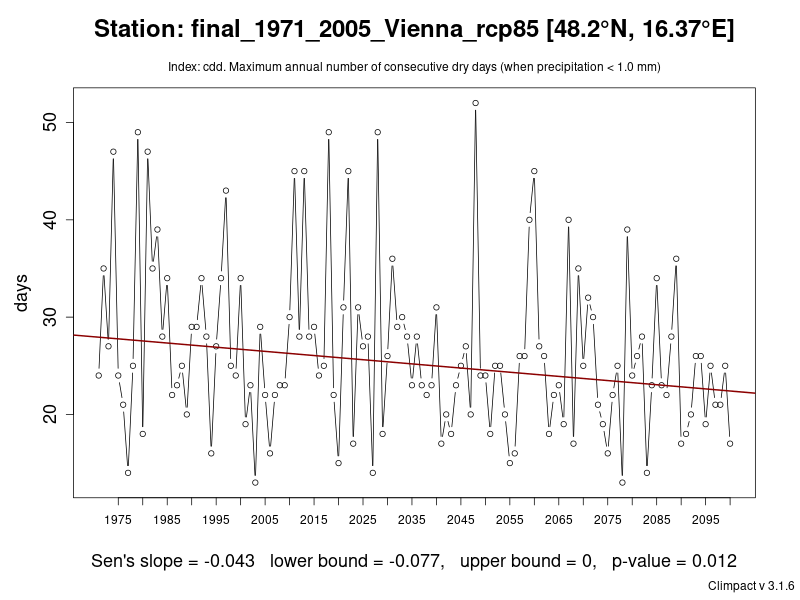 Station: final_1971_2005_Vienna_rcp85 [48.2°N, 16.37°E]
Index: cdd. Maximum annual number of consecutive dry days (when precipitation < 1.0 mm)
50
40
30
20
days
1975 1985 1995 2005 2015 2025 2035 2045 2055 2065 2075 2085 2095
Sen's slope = -0.043 lower bound = -0.077, upper bound = 0, p-value = 0.012
Climpact v 3.1.6